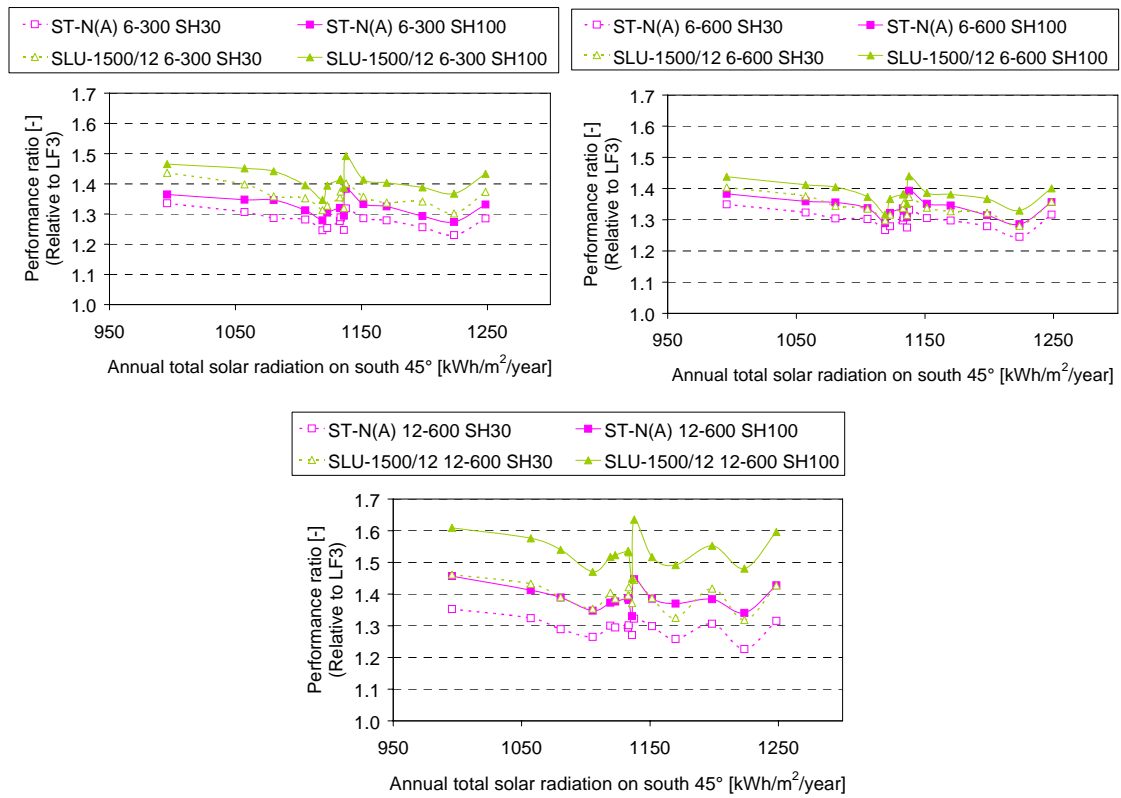 ST-N(A) 6-300 SH30 ST-N(A) 6-300 SH100
SLU-1500/12 6-300 SH30 SLU-1500/12 6-300 SH100
Performance ratio [-]
(Relative to LF3)
1.7
1.6
1.5
1.4
1.3
1.2
1.1
1.0
950 1050 1150 1250
Annual total solar radiation on south 45° [kWh/m²/year]
ST-N(A) 6-600 SH30 ST-N(A) 6-600 SH100
SLU-1500/12 6-600 SH30 SLU-1500/12 6-600 SH100
Performance ratio [-]
(Relative to LF3)
1.7
1.6
1.5
1.4
1.3
1.2
1.1
1.0
950 1050 1150 1250
Annual total solar radiation on south 45° [kWh/m²/year]
ST-N(A) 12-600 SH30 ST-N(A) 12-600 SH100
SLU-1500/12 12-600 SH30 SLU-1500/12 12-600 SH100
Performance ratio [-]
(Relative to LF3)
1.7
1.6
1.5
1.4
1.3
1.2
1.1
1.0
950 1050 1150 1250
Annual total solar radiation on south 45° [kWh/m²/year]